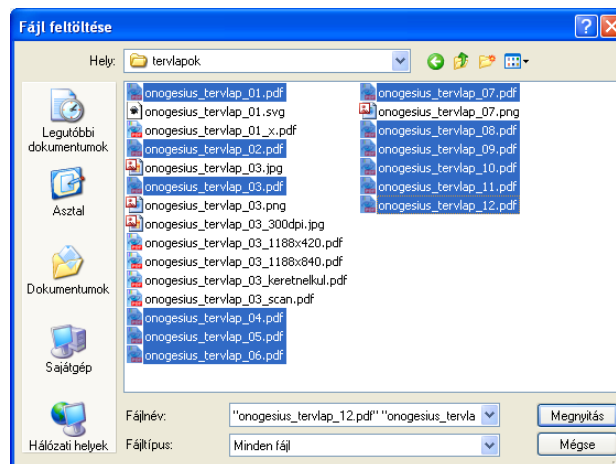 Fájl feltöltése
Hely:
tervlapok
Legutóbbi
dokumentumok
Asztal
Dokumentumok
Sajátgép
Hálózati helyek
onogesius_tervlap_01.pdf
onogesius_tervlap_01.svg
onogesius_tervlap_01_x.pdf
onogesius_tervlap_02.pdf
onogesius_tervlap_03.jpg
onogesius_tervlap_03.pdf
onogesius_tervlap_03.png
onogesius_tervlap_03_300dpi.jpg
onogesius_tervlap_03_1188x420.pdf
onogesius_tervlap_03_1188x840.pdf
onogesius_tervlap_03_keretnelkul.pdf
onogesius_tervlap_03_scan.pdf
onogesius_tervlap_04.pdf
onogesius_tervlap_05.pdf
onogesius_tervlap_06.pdf
onogesius_tervlap_07.pdf
onogesius_tervlap_07.png
onogesius_tervlap_08.pdf
onogesius_tervlap_09.pdf
onogesius_tervlap_10.pdf
onogesius_tervlap_11.pdf
onogesius_tervlap_12.pdf
Fájlnév:
"onogesius_tervlap_12.pdf" "onogesius_tervla
Megnyitás
Fájltípus:
Minden fájl
Mégse